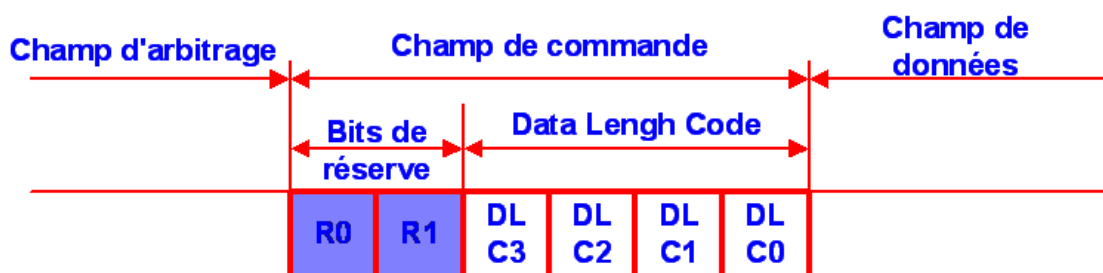 Champ d'arbitrage
Champ de commande
Champ de
données
Bits de
réserve
Data Lengh Code
R0
R1
DL
C3
DL
C2
DL
C1
DL
C0